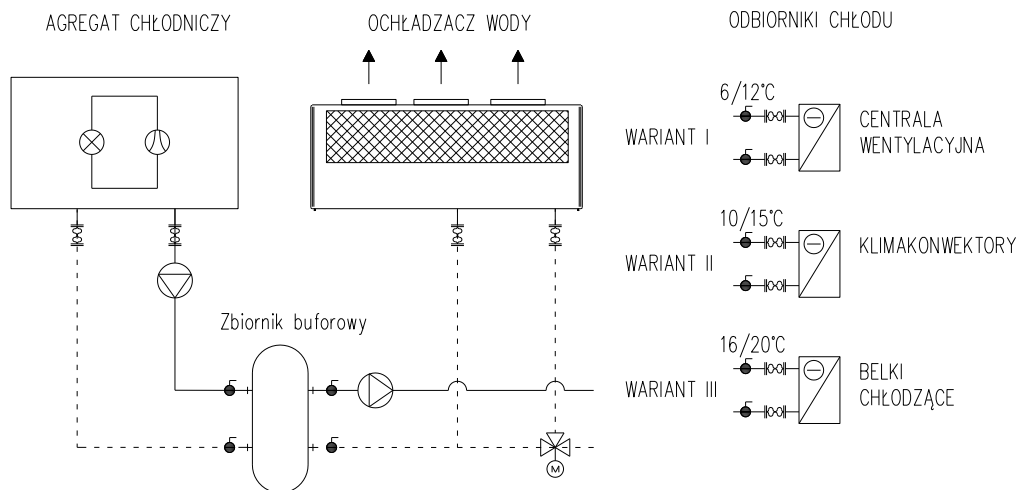 AGREGAT CHŁODNICZY
OCHŁADZACZ WODY
ODBIORNIKI CHŁODU
6/12°C
WARIANT I
CENTRALA
WENTYLACYJNA
10/15°C
WARIANT II
KLIMAKONWEKTORY
Zbiornik buforowy
16/20°C
WARIANT III
BELKI
CHŁODZĄCE
M